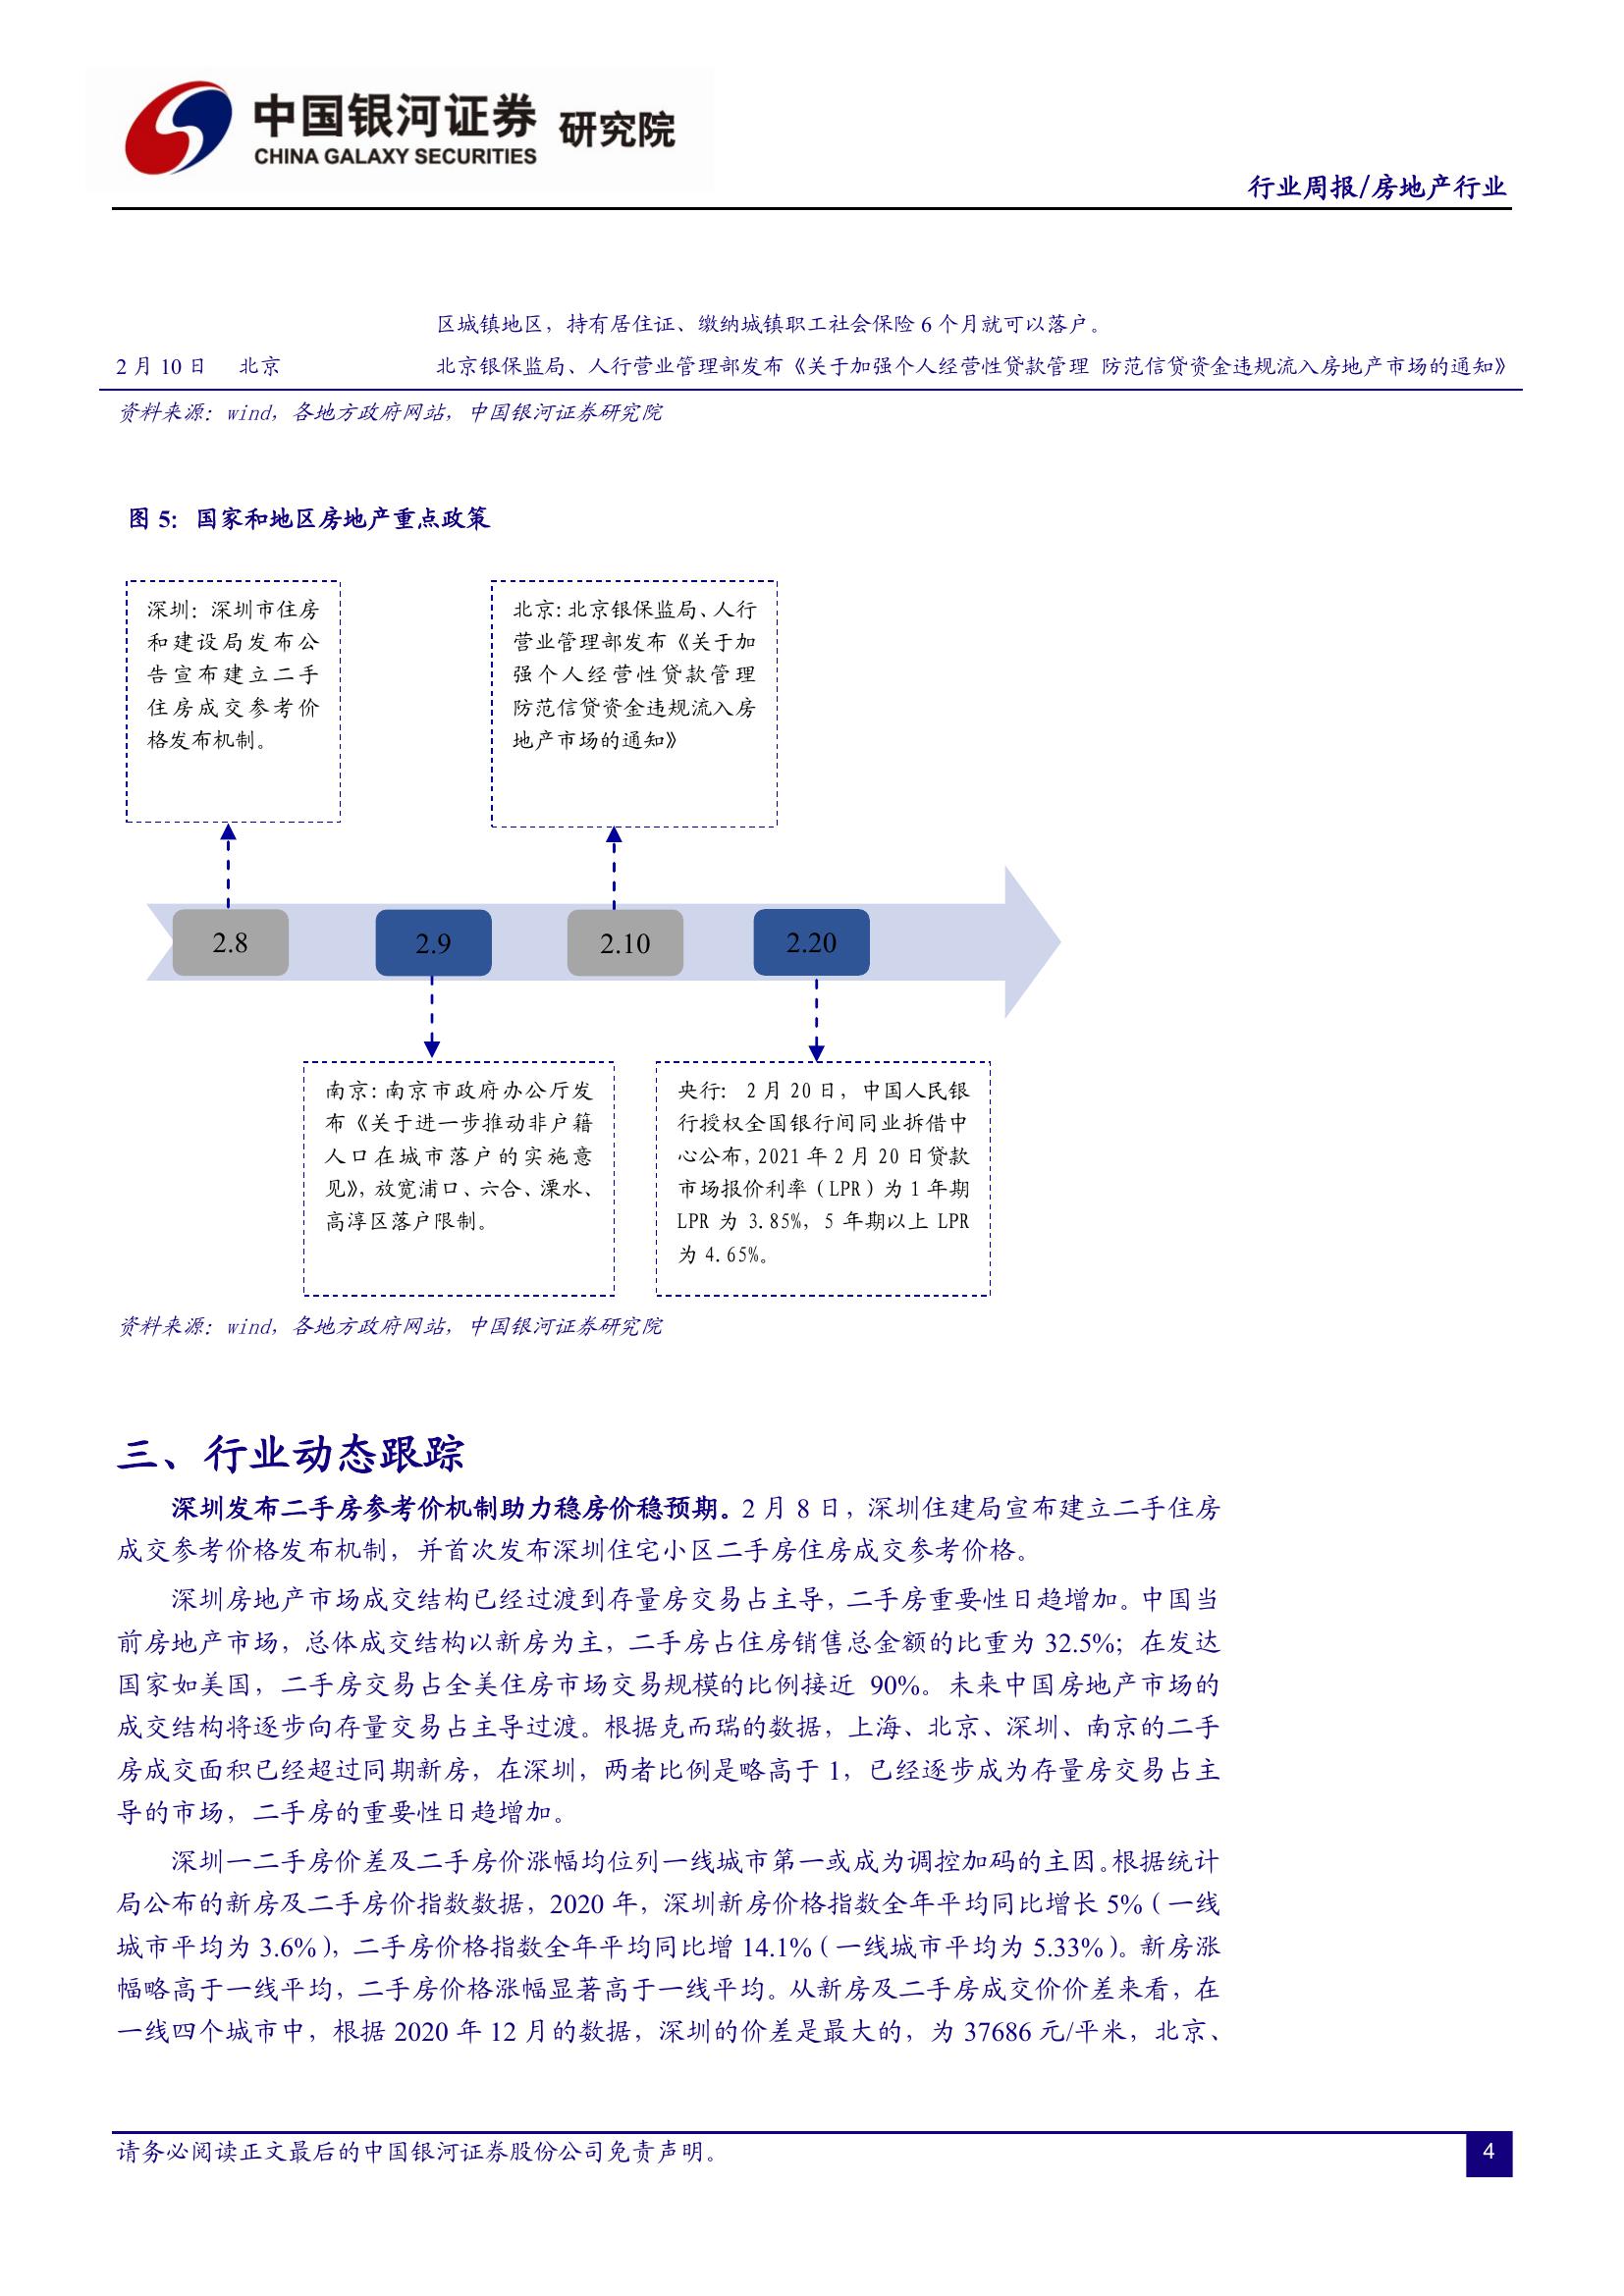 中国银河证券 研究院
CHINA GALAXY SECURITIES
行业周报/房地产行业
区城镇地区，持有居住证、缴纳城镇职工社会保险 6 个月就可以落户。
2 月 10 日 北京 北京银保监局、人行营业管理部发布《关于加强个人经营性贷款管理 防范信贷资金违规流入房地产市场的通知》
资料来源：wind，各地方政府网站，中国银河证券研究院
图 5：国家和地区房地产重点政策
深圳：深圳市住房
和建设局发布公
告宣布建立二手
住房成交参考价
格发布机制。
北京：北京银保监局、人行
营业管理部发布《关于加
强个人经营性贷款管理
防范信贷资金违规流入房
地产市场的通知》
2.8
2.9
2.10
2.20
南京：南京市政府办公厅发
布《关于进一步推动非户籍
人口在城市落户的实施意
见》，放宽浦口、六合、溧水、
高淳区落户限制。
央行： 2 月 20 日，中国人民银
行授权全国银行间同业拆借中
心公布，2021 年 2 月 20 日贷款
市场报价利率（LPR）为 1 年期
LPR 为 3.85%，5 年期以上 LPR
为 4.65%。
资料来源：wind，各地方政府网站，中国银河证券研究院
三、行业动态跟踪
深圳发布二手房参考价机制助力稳房价稳预期。2 月 8 日，深圳住建局宣布建立二手住房
成交参考价格发布机制，并首次发布深圳住宅小区二手房住房成交参考价格。
深圳房地产市场成交结构已经过渡到存量房交易占主导，二手房重要性日趋增加。中国当
前房地产市场，总体成交结构以新房为主，二手房占住房销售总金额的比重为 32.5%；在发达
国家如美国，二手房交易占全美住房市场交易规模的比例接近 90%。未来中国房地产市场的
成交结构将逐步向存量交易占主导过渡。根据克而瑞的数据，上海、北京、深圳、南京的二手
房成交面积已经超过同期新房，在深圳，两者比例是略高于 1，已经逐步成为存量房交易占主
导的市场，二手房的重要性日趋增加。
深圳一二手房价差及二手房价涨幅均位列一线城市第一或成为调控加码的主因。根据统计
局公布的新房及二手房价指数数据，2020 年，深圳新房价格指数全年平均同比增长 5%（一线
城市平均为 3.6%），二手房价格指数全年平均同比增 14.1%（一线城市平均为 5.33%）。新房涨
幅略高于一线平均，二手房价格涨幅显著高于一线平均。从新房及二手房成交价价差来看，在
一线四个城市中，根据 2020 年 12 月的数据，深圳的价差是最大的，为 37686 元/平米，北京、
请务必阅读正文最后的中国银河证券股份公司免责声明。
4